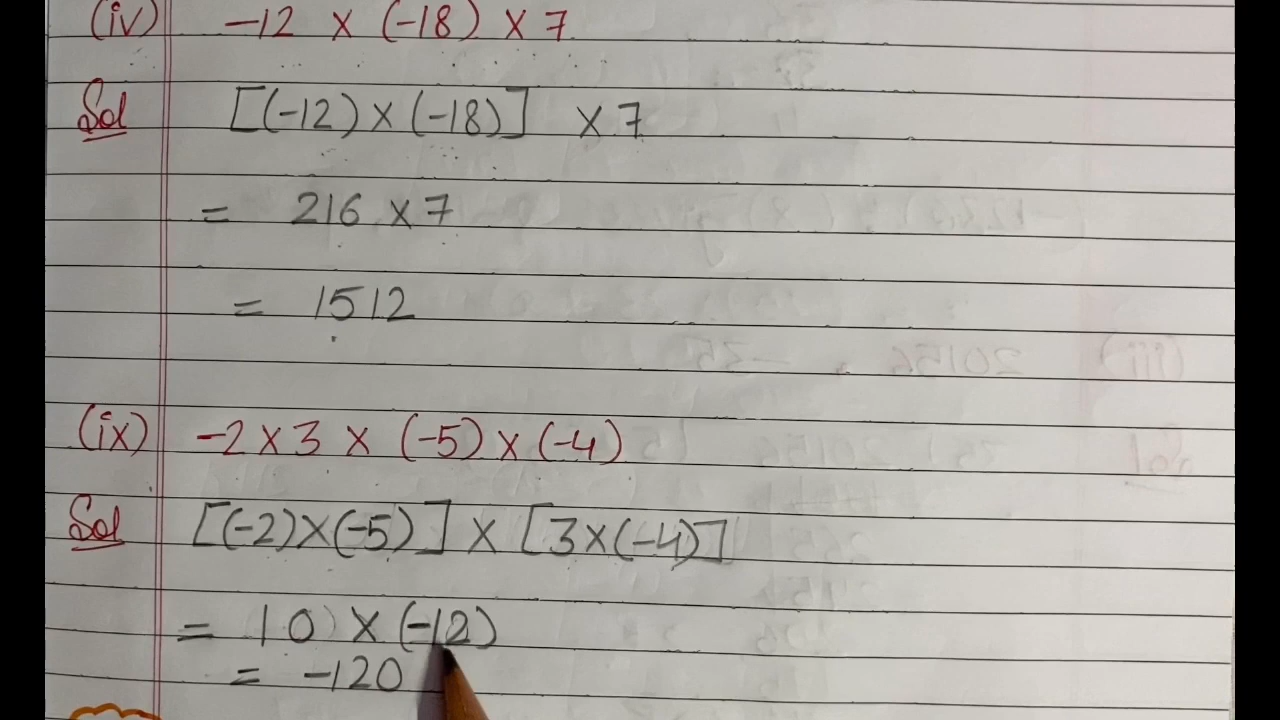 (iv) -12 × (-18) × 7
Sol [(-12) × (-18)] × 7
= 216 × 7
= 1512
(ix) -2 × 3 × (-5) × (-4)
Sol [(-2) × (-5)] × [3 × (-4)]
= 10 × (-12)
= -120